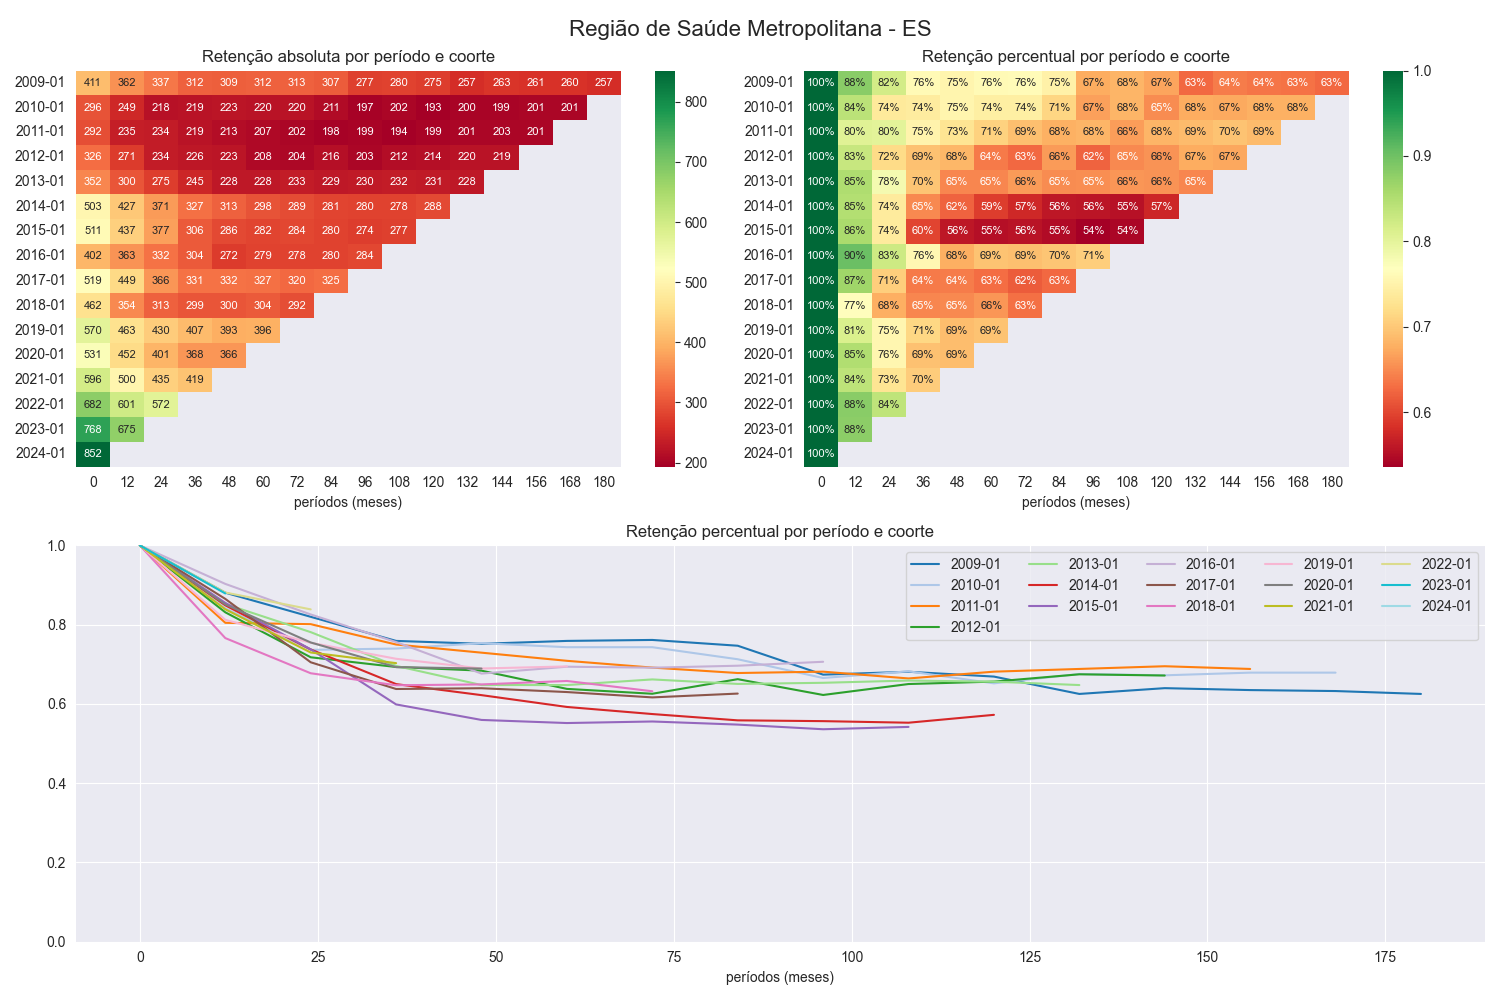 Região de Saúde Metropolitana - ES
Retenção absoluta por período e coorte
2009-01 411 362 337 312 309 312 313 307 277 280 275 257 263 261 260 257
2010-01 296 249 218 219 223 220 220 211 197 202 193 200 199 201 201
2011-01 292 235 234 219 213 207 202 198 199 194 199 201 203 201
2012-01 326 271 234 226 223 208 204 216 203 212 214 220 219
2013-01 352 300 275 245 228 228 233 229 230 232 231 228
2014-01 503 427 371 327 313 298 289 281 280 278 288
2015-01 511 437 377 306 286 282 284 280 274 277
2016-01 402 363 332 304 272 279 278 280 284
2017-01 519 449 366 331 332 327 320 325
2018-01 462 354 313 299 300 304 292
2019-01 570 463 430 407 393 396
2020-01 531 452 401 368 366
2021-01 596 500 435 419
2022-01 682 601 572
2023-01 768 675
2024-01 852
0 12 24 36 48 60 72 84 96 108 120 132 144 156 168 180
períodos (meses)
800
700
600
500
400
300
200
Retenção percentual por período e coorte
2009-01 100% 88% 82% 76% 75% 76% 76% 75% 67% 68% 67% 63% 64% 64% 63% 63%
2010-01 100% 84% 74% 74% 75% 74% 74% 71% 67% 68% 65% 68% 67% 68% 68%
2011-01 100% 80% 80% 75% 73% 71% 69% 68% 68% 66% 68% 69% 70% 69%
2012-01 100% 83% 72% 69% 68% 64% 63% 66% 62% 65% 66% 67% 67%
2013-01 100% 85% 78% 70% 65% 65% 66% 65% 65% 66% 66% 65%
2014-01 100% 85% 74% 65% 62% 59% 57% 56% 56% 55% 57%
2015-01 100% 86% 74% 60% 56% 55% 56% 55% 54% 54%
2016-01 100% 90% 83% 76% 68% 69% 69% 70% 71%
2017-01 100% 87% 71% 64% 64% 63% 62% 63%
2018-01 100% 77% 68% 65% 65% 66% 63%
2019-01 100% 81% 75% 71% 69% 69%
2020-01 100% 85% 76% 69% 69%
2021-01 100% 84% 73% 70%
2022-01 100% 88% 84%
2023-01 100% 88%
2024-01 100%
0 12 24 36 48 60 72 84 96 108 120 132 144 156 168 180
períodos (meses)
1.0
0.9
0.8
0.7
0.6
Retenção percentual por período e coorte
1.0
0.8
0.6
0.4
0.2
0.0
2009-01 2013-01 2016-01 2019-01 2022-01
2010-01 2014-01 2017-01 2020-01 2023-01
2011-01 2015-01 2018-01 2021-01 2024-01
2012-01
0 25 50 75 100 125 150 175
períodos (meses)